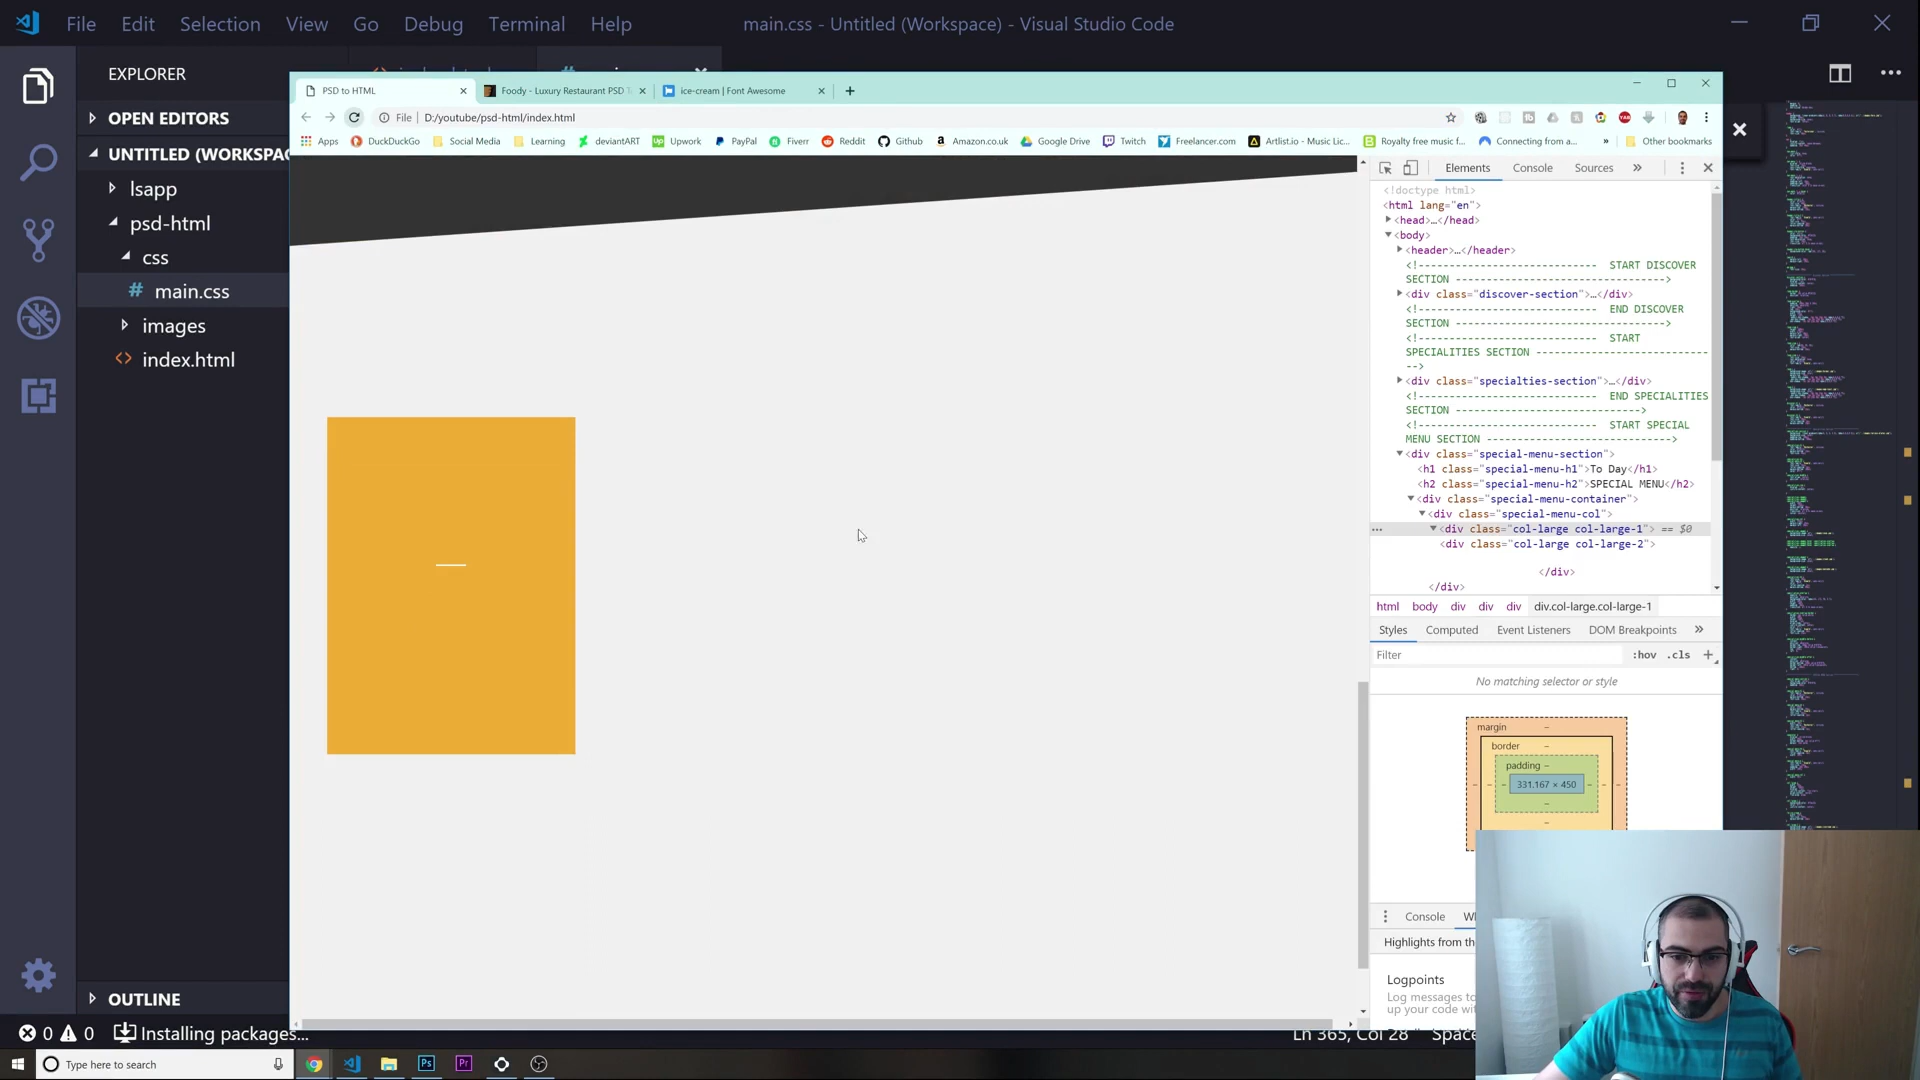 File Edit Selection View Go Debug Terminal Help
main.css - Untitled (Workspace) - Visual Studio Code
EXPLORER
OPEN EDITORS
UNTITLED (WORKSPAC
lsapp
psd-html
css
# main.css
images
<> index.html
OUTLINE
0 0 Installing packages...
Ln 365, Col 28 Space
Type here to search
Ps Pr
PSD to HTML
Foody - Luxury Restaurant PSD T
ice-cream | Font Awesome
File | D:/youtube/psd-html/index.html
Apps DuckDuckGo Social Media Learning deviantART Upwork PayPal Fiverr Reddit Github Amazon.co.uk Google Drive Twitch Freelancer.com Artlist.io - Music Lic... Royalty free music f... Connecting from a... » Other bookmarks
Elements Console Sources »
<!doctype html>
<html lang="en">
<head>…</head>
<body>
<header>…</header>
<!---------------------------- START DISCOVER
SECTION ---------------------------->
<div class="discover-section">…</div>
<!---------------------------- END DISCOVER
SECTION ---------------------------->
<!---------------------------- START
SPECIALITIES SECTION ----------------------------
-->
<div class="specialties-section">…</div>
<!---------------------------- END SPECIALITIES
SECTION ------------------------->
<!---------------------------- START SPECIAL
MENU SECTION ---------------------------->
<div class="special-menu-section">
<h1 class="special-menu-h1">To Day</h1>
<h2 class="special-menu-h2">SPECIAL MENU</h2>
<div class="special-menu-container">
<div class="special-menu-col">
… <div class="col-large col-large-1"> == $0
<div class="col-large col-large-2">
</div>
</div>
html body div div div div.col-large.col-large-1
Styles Computed Event Listeners DOM Breakpoints »
Filter :hov .cls +
No matching selector or style
margin –
border –
padding –
– – – 331.167 × 450 – – –
–
–
Console
Highlights from th
Logpoints
Log messages to
up your code wit